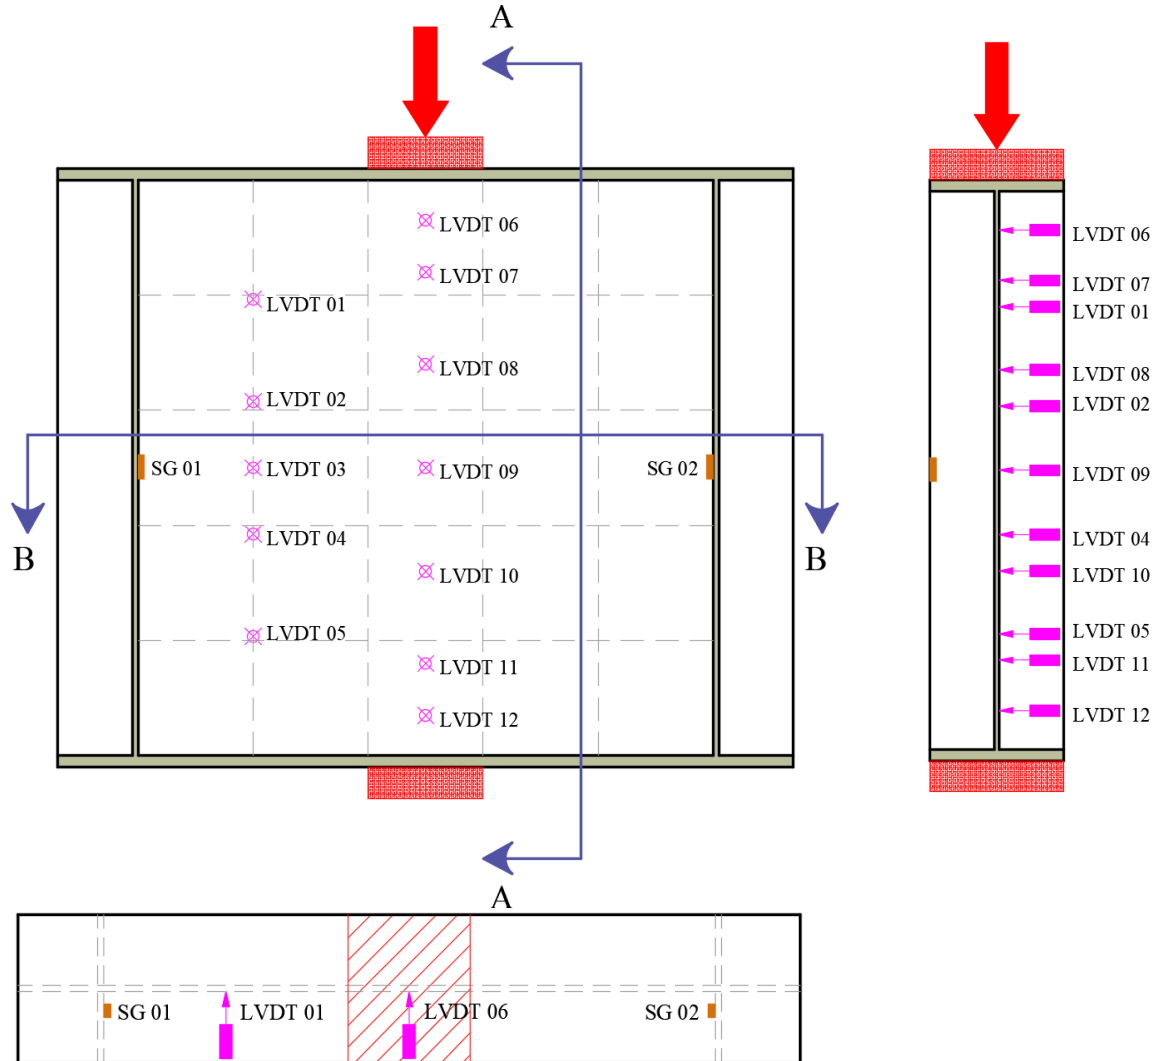 A
LVDT 06
LVDT 07
LVDT 01
LVDT 08
LVDT 02
SG 01
LVDT 03
LVDT 09
SG 02
B
B
LVDT 04
LVDT 10
LVDT 05
LVDT 11
LVDT 12
A
LVDT 06
LVDT 07
LVDT 01
LVDT 08
LVDT 02
LVDT 09
LVDT 04
LVDT 10
LVDT 05
LVDT 11
LVDT 12
SG 01
LVDT 01
LVDT 06
SG 02